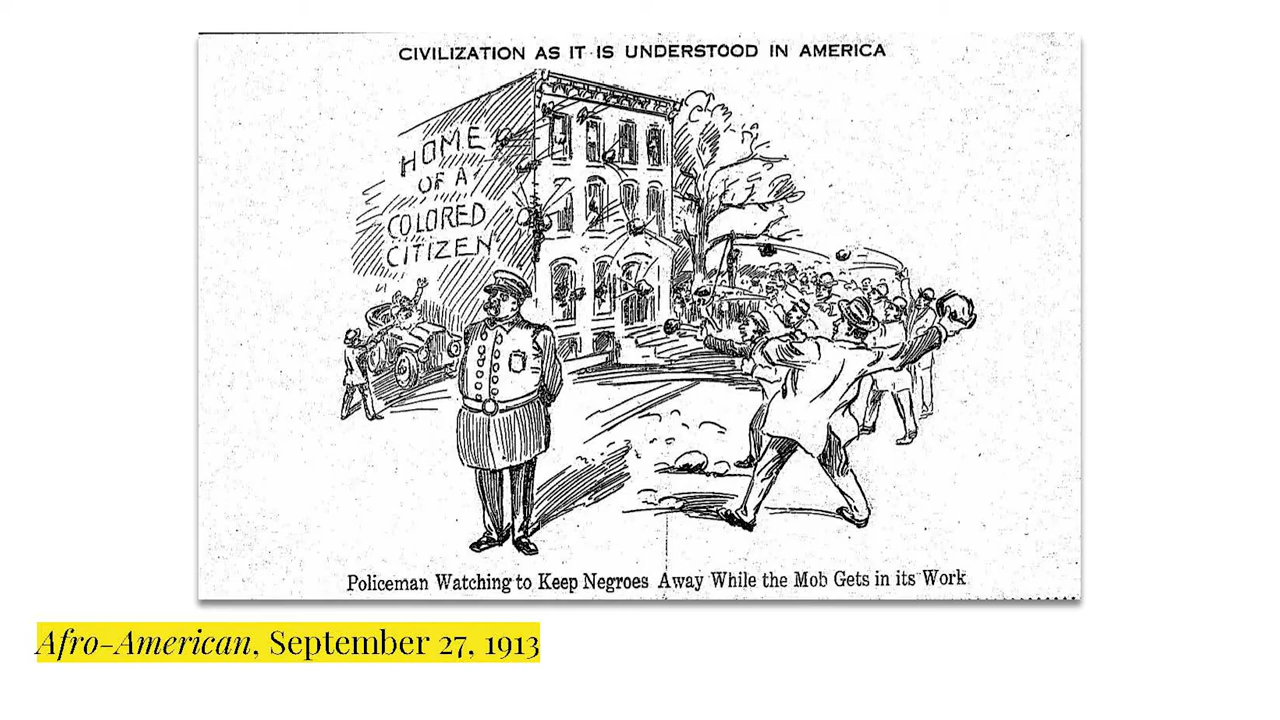 CIVILIZATION AS IT IS UNDERSTOOD IN AMERICA
HOME
OF A
COLORED
CITIZEN
Policeman Watching to Keep Negroes Away While the Mob Gets in its Work
Afro-American, September 27, 1913